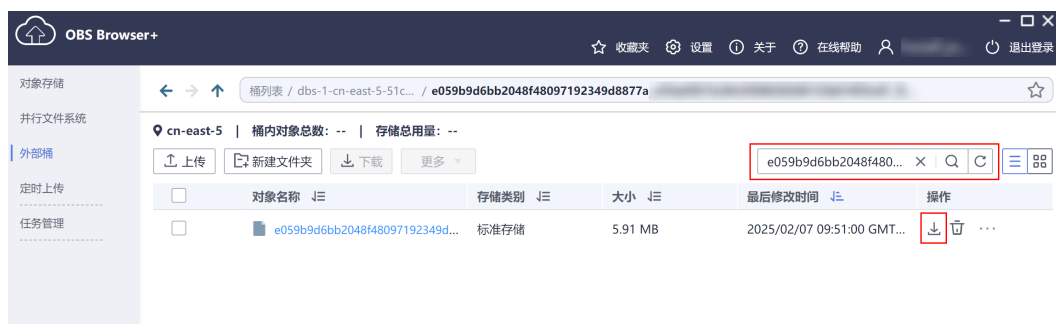 OBS Browser+
收藏夹 设置 关于 在线帮助 退出登录
对象存储
并行文件系统
外部桶
定时上传
任务管理
桶列表 / dbs-1-cn-east-5-51c... / e059b9d6bb2048f48097192349d8877a
cn-east-5 | 桶内对象总数: -- | 存储总用量: --
上传 新建文件夹 下载 更多 e059b9d6bb2048f480...
对象名称 存储类别 大小 最后修改时间 操作
e059b9d6bb2048f48097192349d... 标准存储 5.91 MB 2025/02/07 09:51:00 GMT...